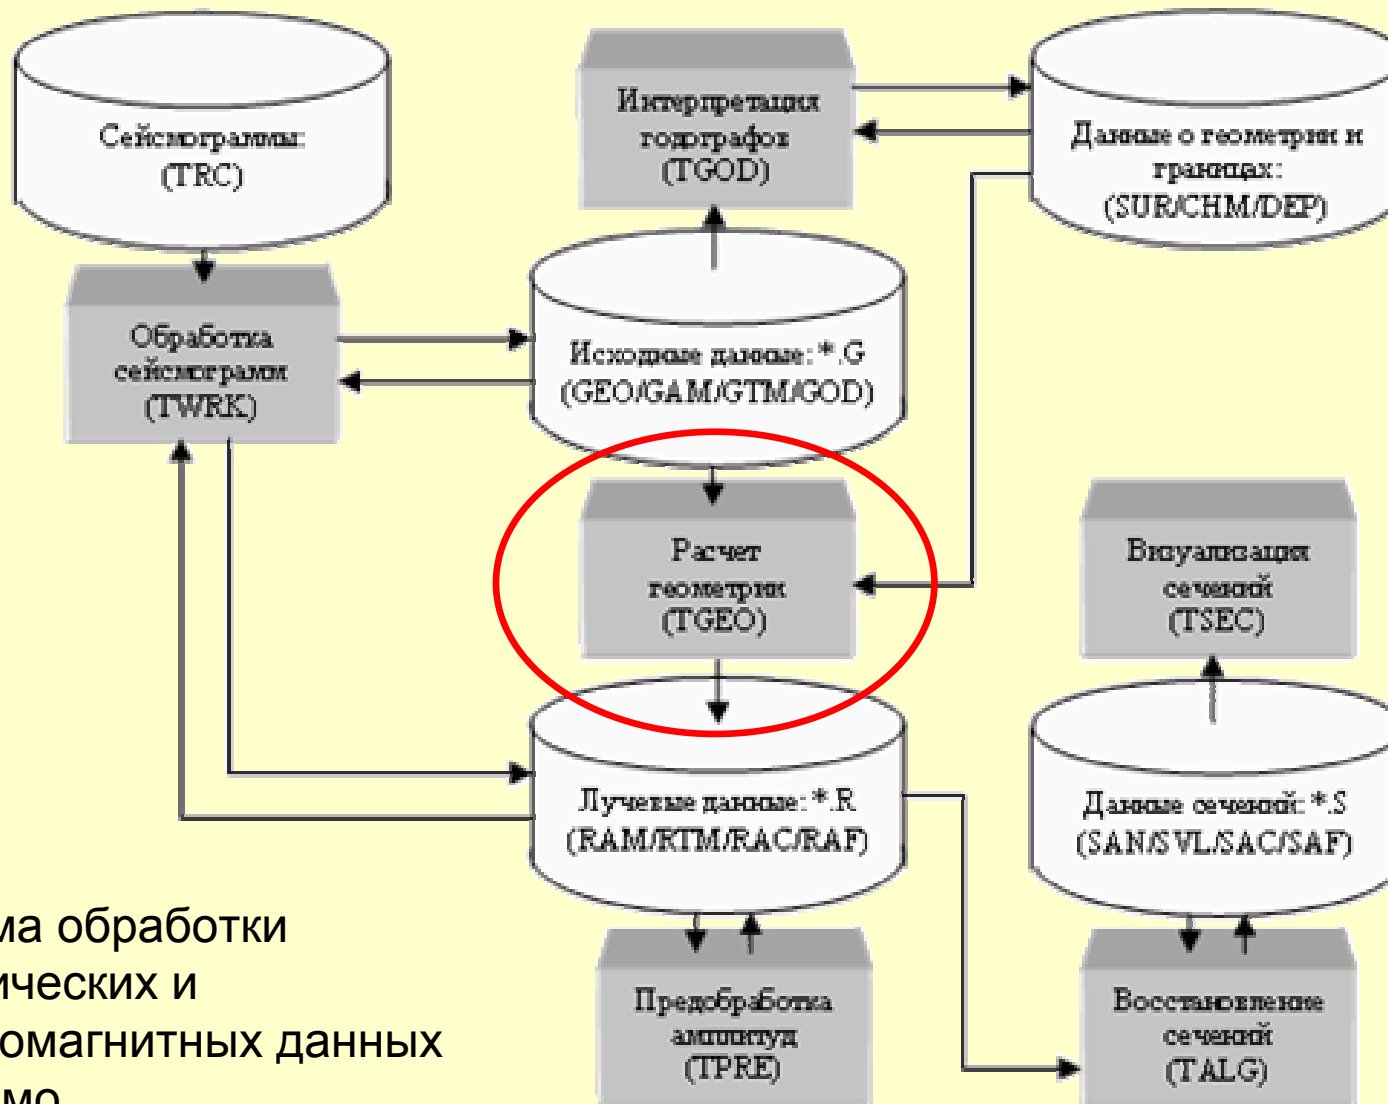 Сейсмограммы:
(TRC)
Интерпретация
годографов
(TGOD)
Данные о геометрии и
границах:
(SUR/CHM/DEP)
Обработка
сейсмограмм
(TWRK)
Исходные данные: *.G
(GEO/GAM/GTM/GOD)
Расчет
геометрии
(TGEO)
Визуализация
сечений
(TSEC)
Лучевые данные: *.R
(RAM/RTM/RAC/RAF)
Данные сечений: *.S
(SAN/SVL/SAC/SAF)
Предобработка
амплитуд
(TPRE)
Восстановление
сечений
(TALG)
ма обработки
ических и
омагнитных данных